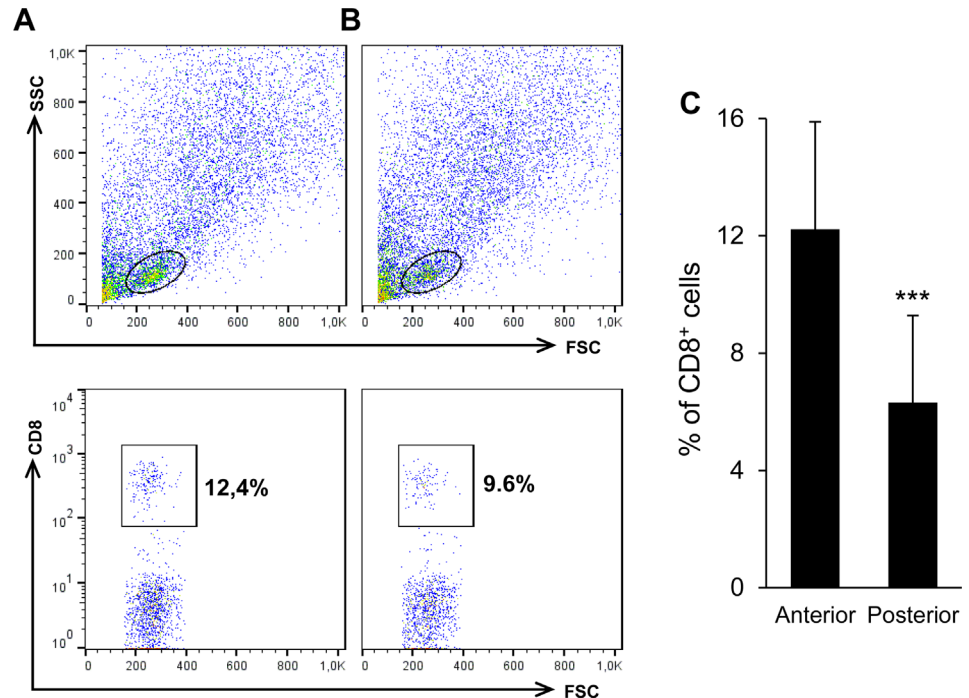 A
B
SSC
1,0K
800
600
400
200
0
0 200 400 600 800 1,0K
0 200 400 600 800 1,0K
FSC
CD8
10⁴
10³
10²
10¹
10⁰
12,4%
9.6%
0 200 400 600 800 1,0K
0 200 400 600 800 1,0K
FSC
C
% of CD8⁺ cells
16
12
8
4
0
***
Anterior Posterior